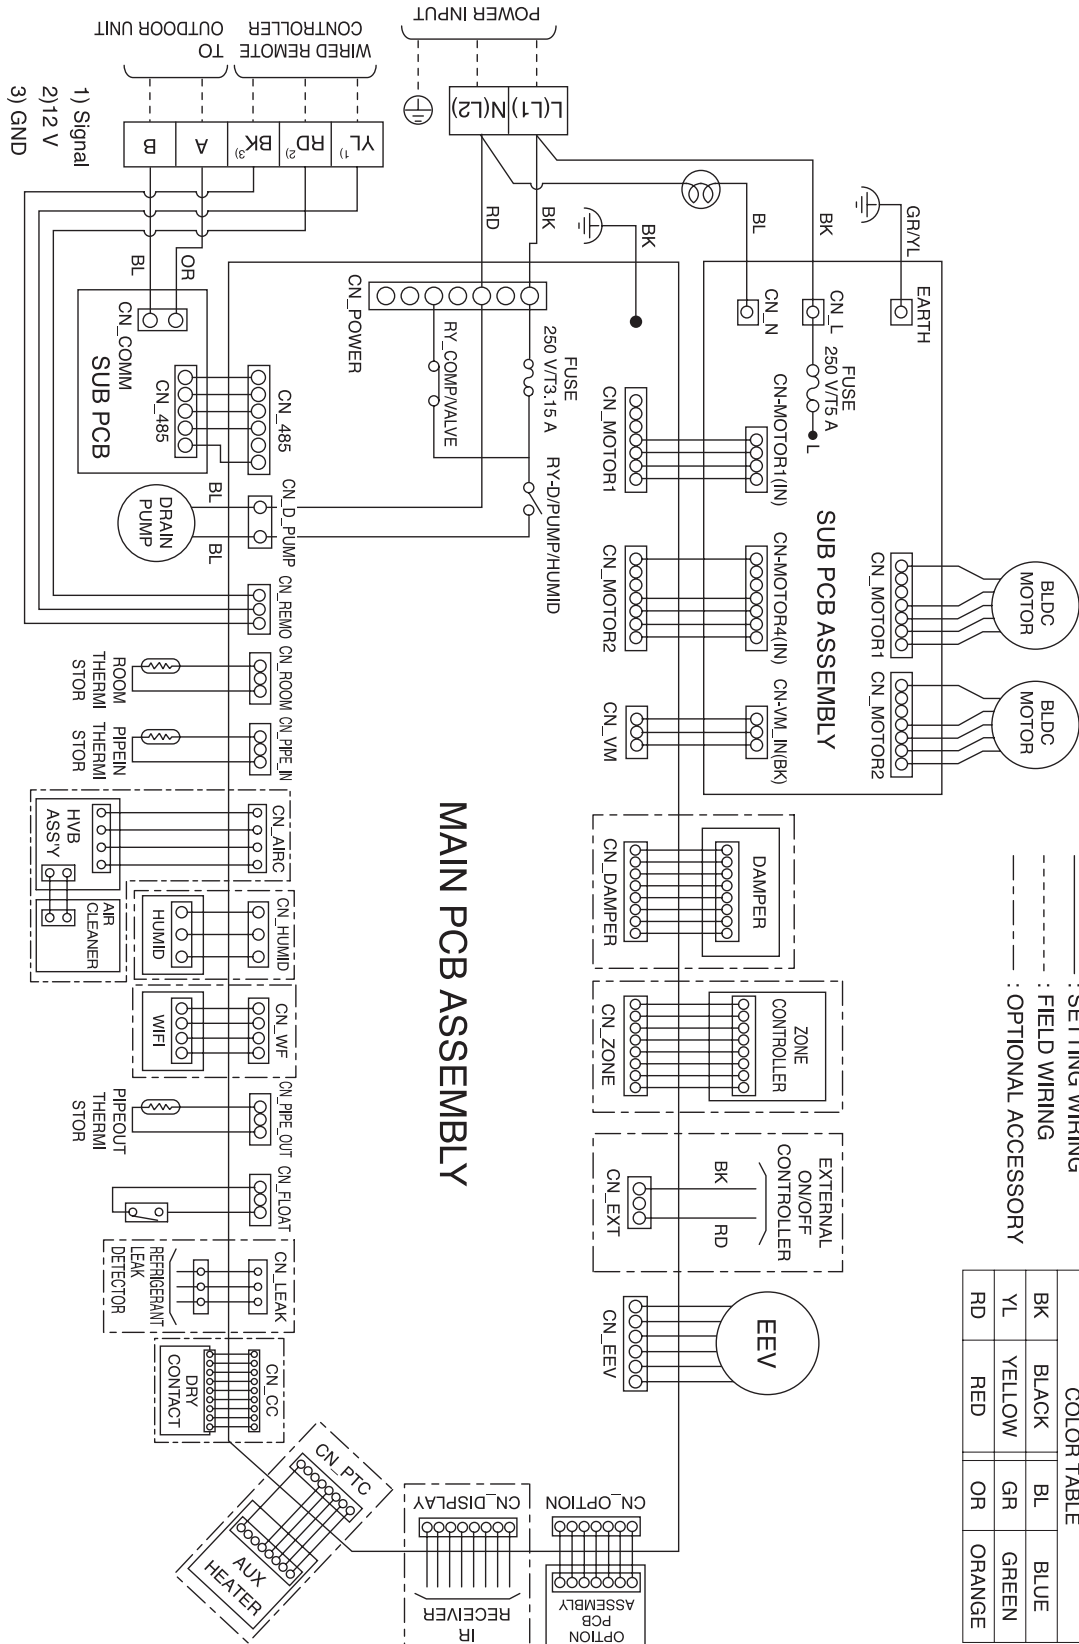 POWER INPUT
WIRED REMOTE
CONTROLLER
TO
OUTDOOR UNIT
L(L1)
N(L2)
YL 1)
RD 2)
BK 3)
A
B
1) Signal
2)12 V
3) GND
GR/YL
BK
BL
BK
BK
RD
OR
BL
EARTH
CN_L
CN_N
FUSE
250 V/T5 A
L
CN-MOTOR1(IN)
CN-MOTOR4(IN)
CN-VM_IN(BK)
SUB PCB ASSEMBLY
CN_MOTOR1
CN_MOTOR2
BLDC
MOTOR
BLDC
MOTOR
: SETTING WIRING
: FIELD WIRING
: OPTIONAL ACCESSORY
COLOR TABLE
BK
BLACK
BL
BLUE
YL
YELLOW
GR
GREEN
RD
RED
OR
ORANGE
CN_POWER
FUSE
250 V/T3.15 A
RY_COMP/VALVE
RY-D/PUMP/HUMID
CN_MOTOR1
CN_MOTOR2
CN_VM
DAMPER
CN_DAMPER
ZONE
CONTROLLER
CN_ZONE
EXTERNAL
ON/OFF
CONTROLLER
BK
RD
CN_EXT
EEV
CN_EEV
MAIN PCB ASSEMBLY
CN_COMM
CN_485
SUB PCB
CN_485
CN_D_PUMP
BL
BL
DRAIN
PUMP
CN_REMO
CN_ROOM
ROOM
THERMI
STOR
CN_PIPE_IN
PIPEIN
THERMI
STOR
CN_AIRC
HVB
ASS'Y
AIR
CLEANER
CN_HUMID
HUMID
CN_WF
WIFI
CN_PIPE_OUT
PIPEOUT
THERMI
STOR
CN_FLOAT
CN_LEAK
REFRIGERANT
LEAK
DETECTOR
CN_CC
DRY
CONTACT
CN_PTC
AUX
HEATER
CN_DISPLAY
IR
RECEIVER
CN_OPTION
OPTION
PCB
ASSEMBLY